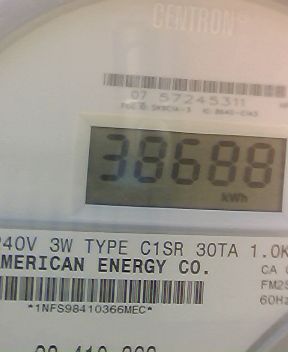 CENTRON
07 57245311
38688
kWh
240V 3W TYPE C1SR 30TA 1.0K
AMERICAN ENERGY CO.
CA
FM2S
60Hz
*1NFS98410366MEC*